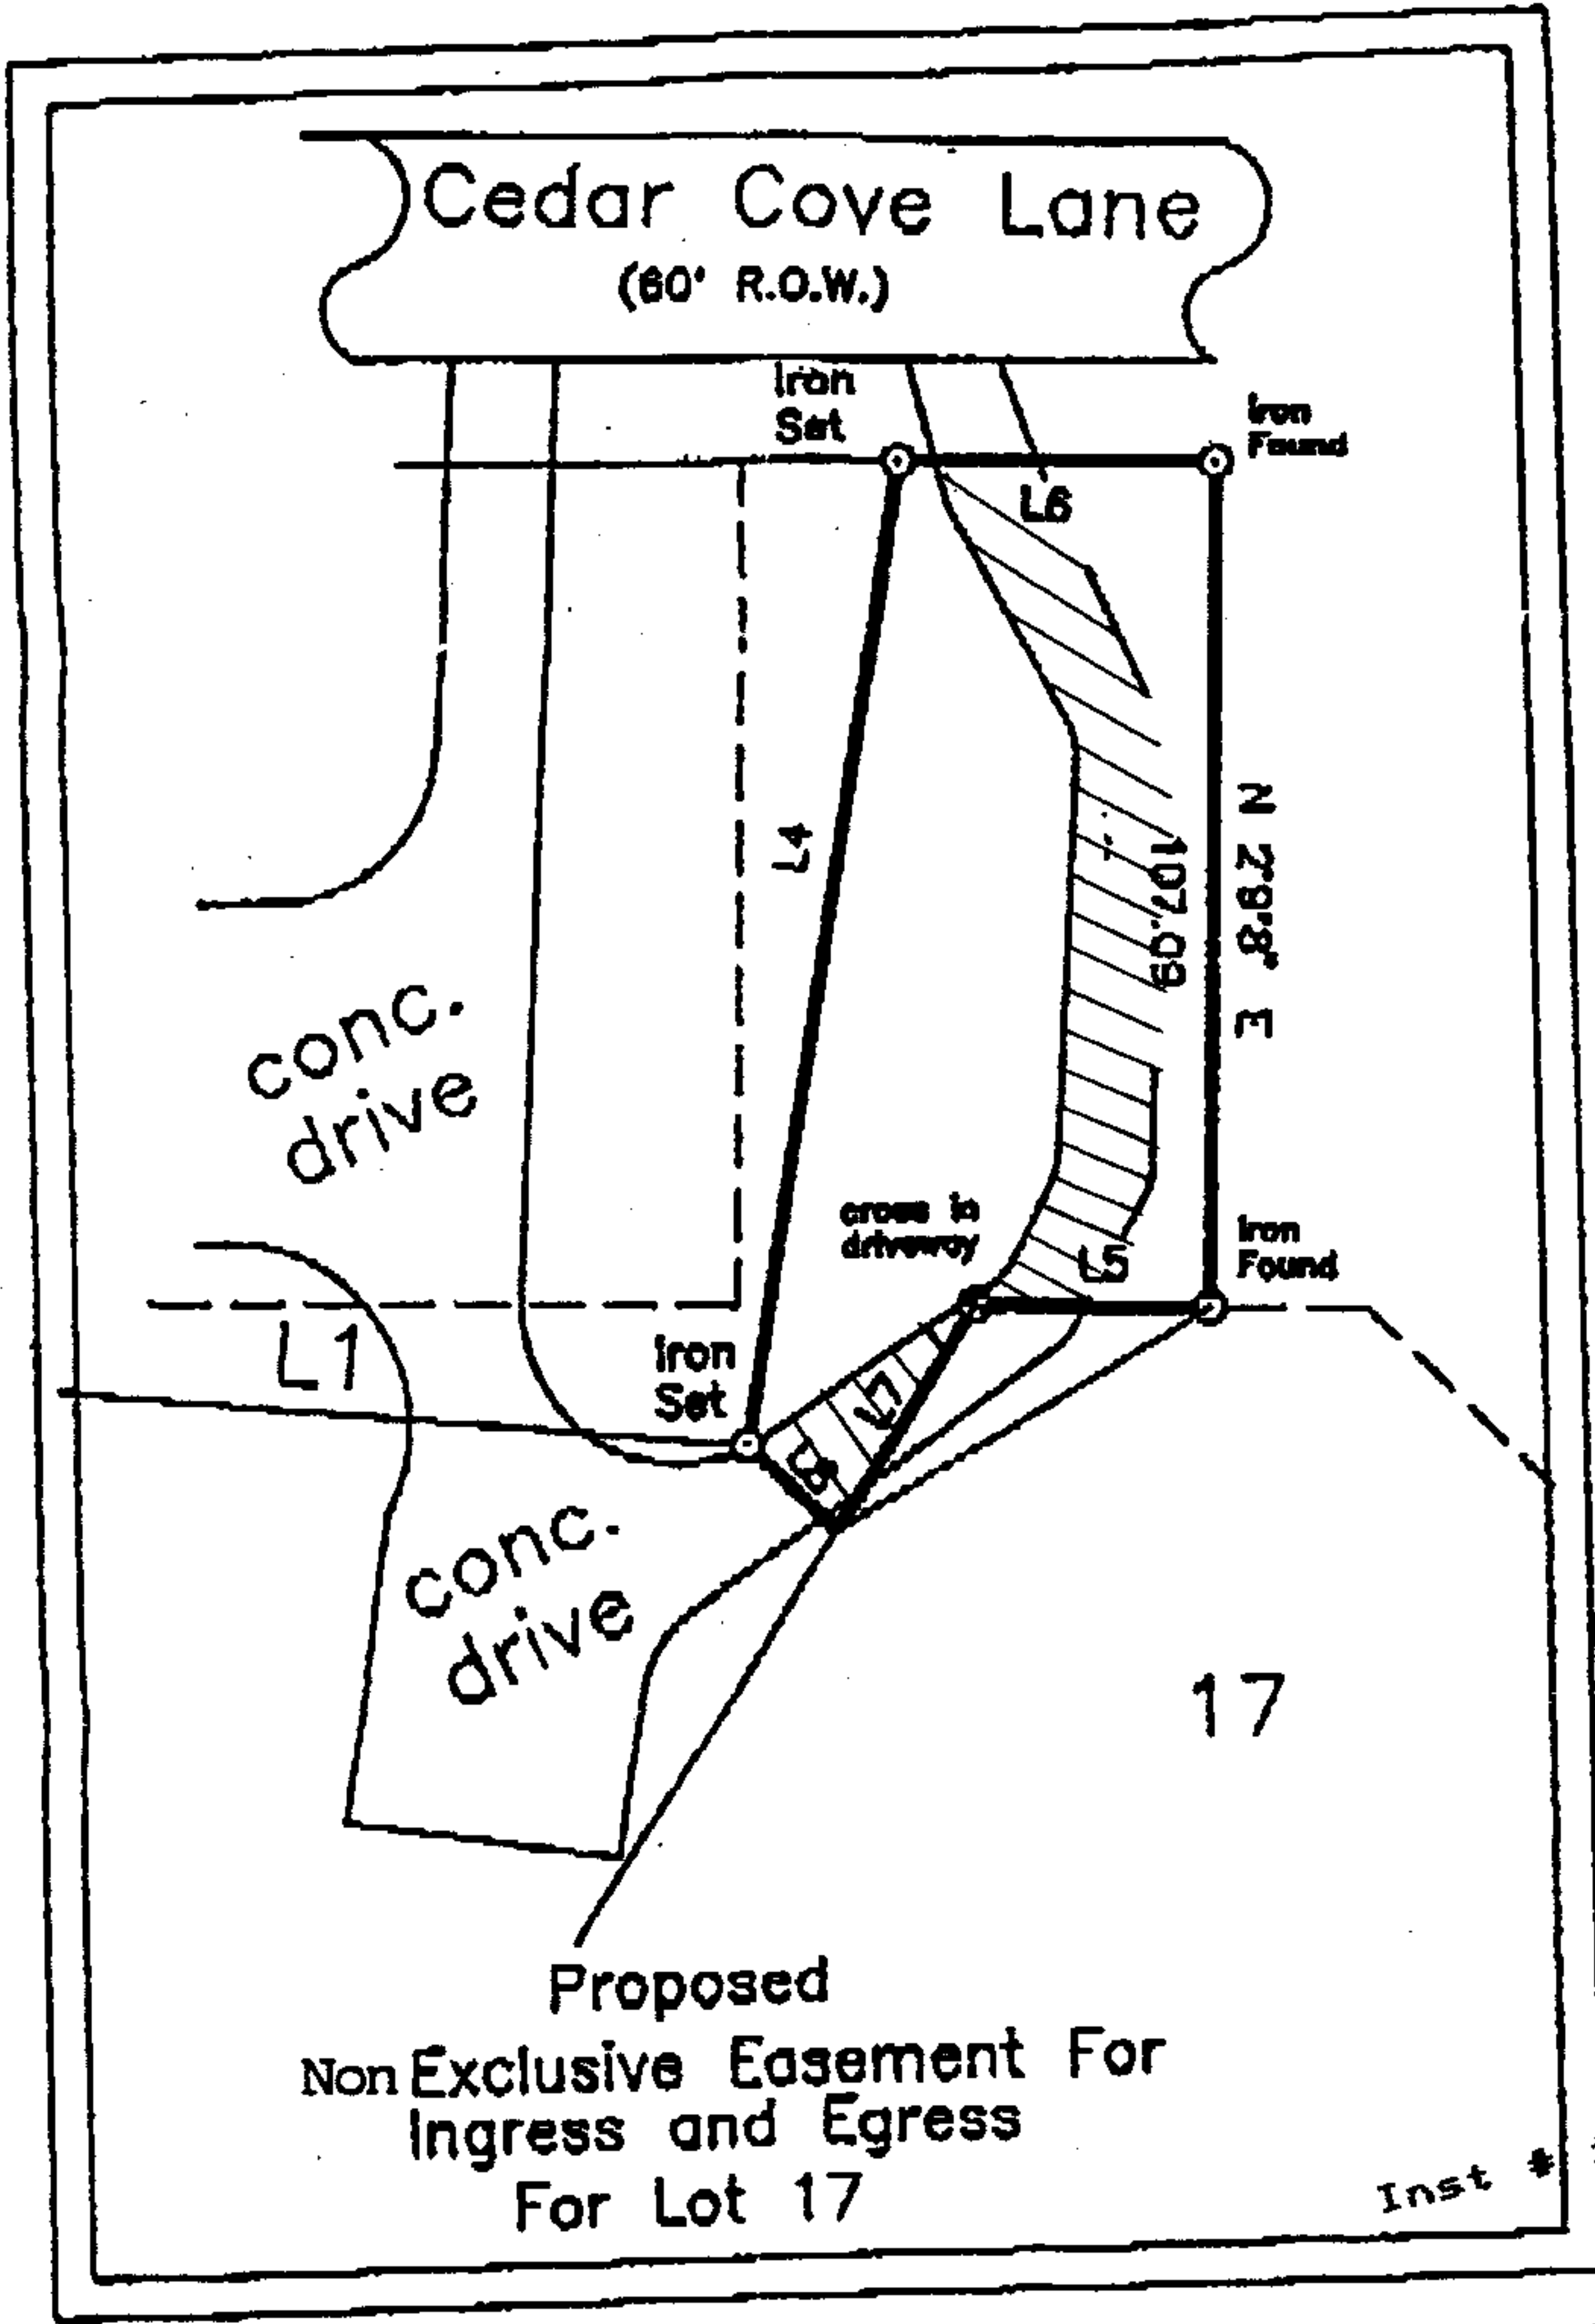 Cedar Cove Lane
(60' R.O.W.)
Iron
Set
Iron
Found
L6
L4
107.09
N 2°8'8" E
conc.
drive
cross in
driveway
L5
Iron
Found
L1
Iron
Set
L7
conc.
drive
17
Proposed
Non Exclusive Easement For
Ingress and Egress
For Lot 17
Inst #